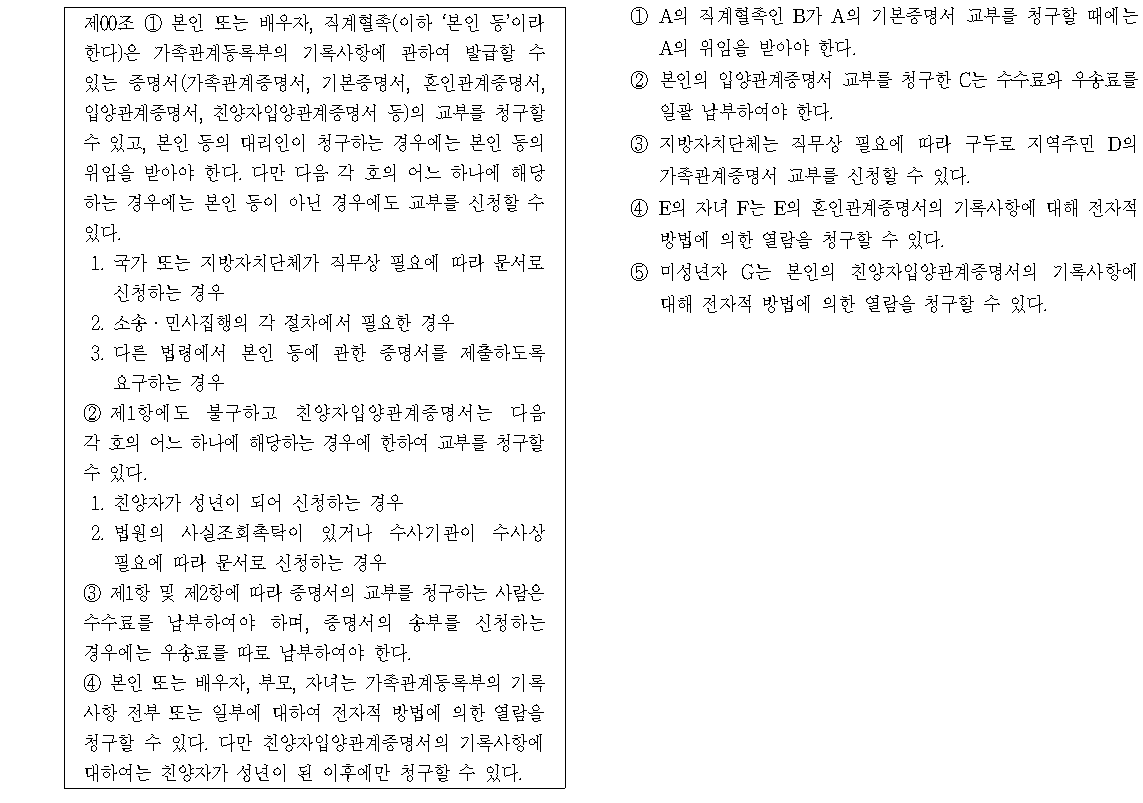 제00조 ① 본인 또는 배우자, 직계혈족(이하 ‘본인 등’이라
한다)은 가족관계등록부의 기록사항에 관하여 발급할 수
있는 증명서(가족관계증명서, 기본증명서, 혼인관계증명서,
입양관계증명서, 친양자입양관계증명서 등)의 교부를 청구할
수 있고, 본인 등의 대리인이 청구하는 경우에는 본인 등의
위임을 받아야 한다. 다만 다음 각 호의 어느 하나에 해당
하는 경우에는 본인 등이 아닌 경우에도 교부를 신청할 수
있다.
1. 국가 또는 지방자치단체가 직무상 필요에 따라 문서로
신청하는 경우
2. 소송ㆍ민사집행의 각 절차에서 필요한 경우
3. 다른 법령에서 본인 등에 관한 증명서를 제출하도록
요구하는 경우
② 제1항에도 불구하고 친양자입양관계증명서는 다음
각 호의 어느 하나에 해당하는 경우에 한하여 교부를 청구할
수 있다.
1. 친양자가 성년이 되어 신청하는 경우
2. 법원의 사실조회촉탁이 있거나 수사기관이 수사상
필요에 따라 문서로 신청하는 경우
③ 제1항 및 제2항에 따라 증명서의 교부를 청구하는 사람은
수수료를 납부하여야 하며, 증명서의 송부를 신청하는
경우에는 우송료를 따로 납부하여야 한다.
④ 본인 또는 배우자, 부모, 자녀는 가족관계등록부의 기록
사항 전부 또는 일부에 대하여 전자적 방법에 의한 열람을
청구할 수 있다. 다만 친양자입양관계증명서의 기록사항에
대하여는 친양자가 성년이 된 이후에만 청구할 수 있다.
① A의 직계혈족인 B가 A의 기본증명서 교부를 청구할 때에는
A의 위임을 받아야 한다.
② 본인의 입양관계증명서 교부를 청구한 C는 수수료와 우송료를
일괄 납부하여야 한다.
③ 지방자치단체는 직무상 필요에 따라 구두로 지역주민 D의
가족관계증명서 교부를 신청할 수 있다.
④ E의 자녀 F는 E의 혼인관계증명서의 기록사항에 대해 전자적
방법에 의한 열람을 청구할 수 있다.
⑤ 미성년자 G는 본인의 친양자입양관계증명서의 기록사항에
대해 전자적 방법에 의한 열람을 청구할 수 있다.